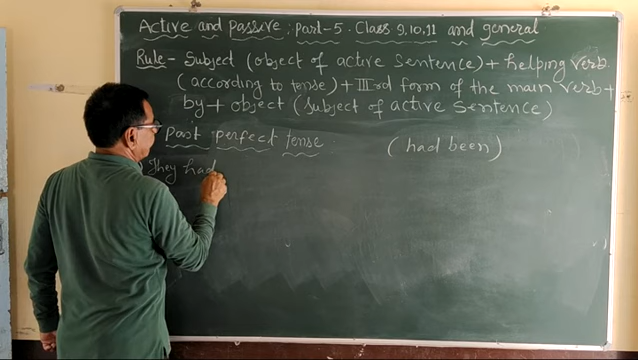 Active and Passive: Part-5. Class 9,10,11 and general
Rule- Subject (object of active Sentence) + helping verb
(according to tense) + IIIrd form of the main verb +
by + object (Subject of active Sentence)
Past perfect tense (had been)
They had